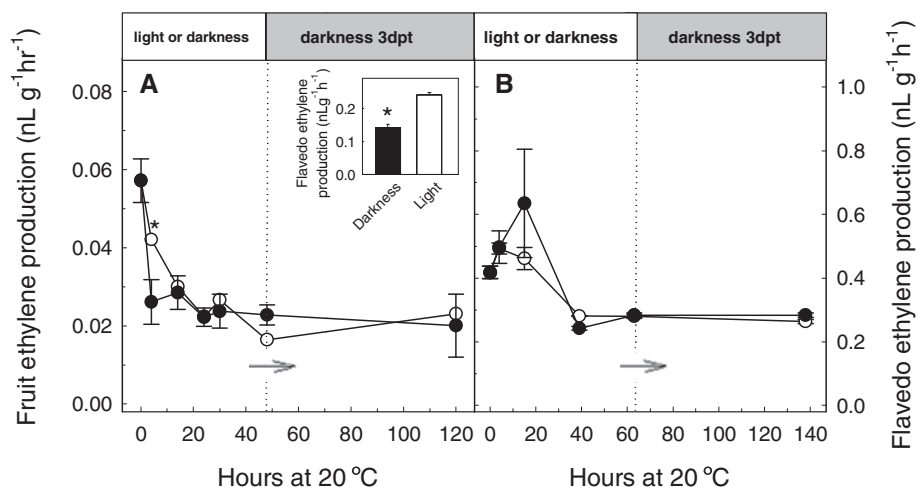 light or darkness
darkness 3dpt
light or darkness
darkness 3dpt
A
B
Fruit ethylene production (nL g⁻¹hr⁻¹)
0.08
0.06
0.04
0.02
0.00
*
Flavedo ethylene
production (nLg⁻¹h⁻¹)
0.2
0.1
0.0
*
Darkness
Light
Flavedo ethylene production (nL g⁻¹h⁻¹)
1.0
0.8
0.6
0.4
0.2
0.0
0 20 40 60 80 100 120
0 20 40 60 80 100 120 140
Hours at 20 ºC
Hours at 20 ºC